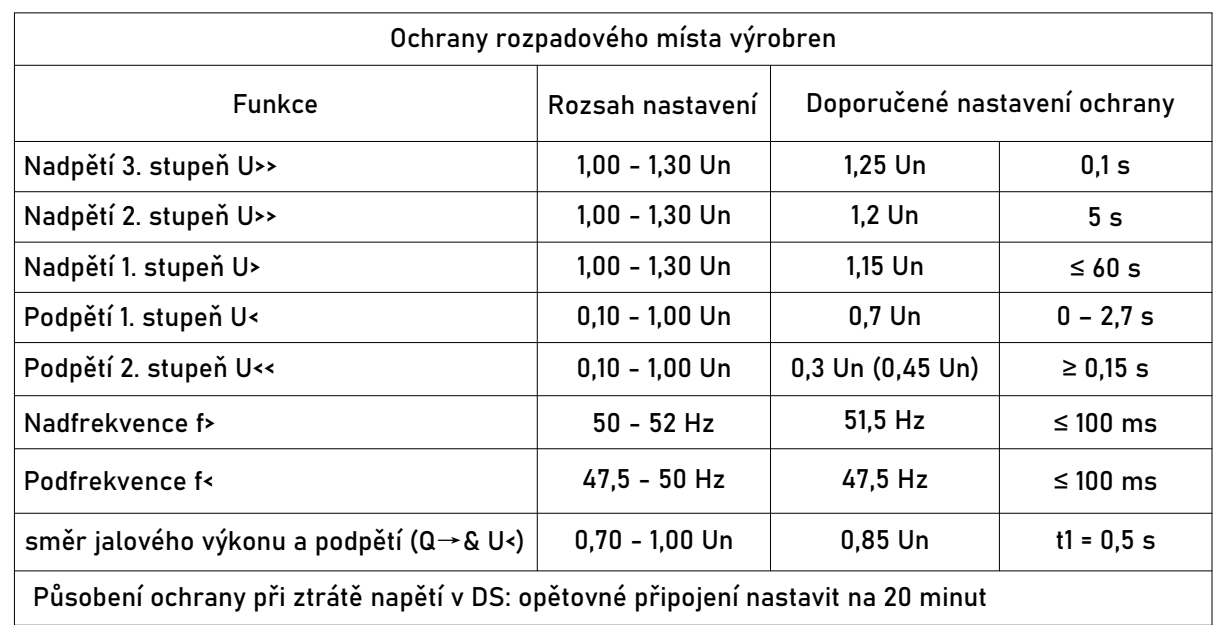 Ochrany rozpadového místa výrobren
Funkce Rozsah nastavení Doporučené nastavení ochrany
Nadpětí 3. stupeň U>> 1,00 - 1,30 Un 1,25 Un 0,1 s
Nadpětí 2. stupeň U>> 1,00 - 1,30 Un 1,2 Un 5 s
Nadpětí 1. stupeň U> 1,00 - 1,30 Un 1,15 Un ≤ 60 s
Podpětí 1. stupeň U< 0,10 - 1,00 Un 0,7 Un 0 – 2,7 s
Podpětí 2. stupeň U<< 0,10 - 1,00 Un 0,3 Un (0,45 Un) ≥ 0,15 s
Nadfrekvence f> 50 - 52 Hz 51,5 Hz ≤ 100 ms
Podfrekvence f< 47,5 - 50 Hz 47,5 Hz ≤ 100 ms
směr jalového výkonu a podpětí (Q→& U<) 0,70 - 1,00 Un 0,85 Un t1 = 0,5 s
Působení ochrany při ztrátě napětí v DS: opětovné připojení nastavit na 20 minut